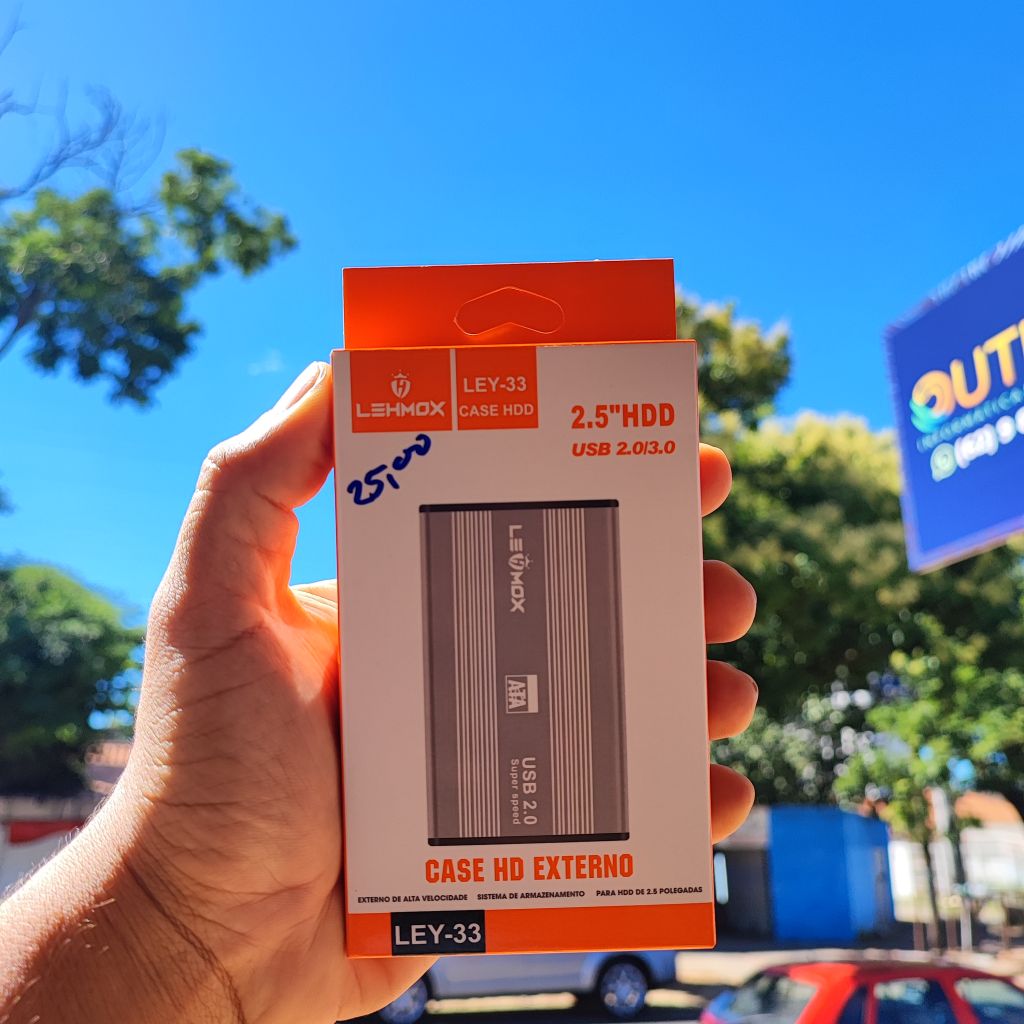 LEHMOX
LEY-33
CASE HDD
2.5"HDD
USB 2.0/3.0
25,00
LEHMOX
SATA
USB 2.0
Super speed
CASE HD EXTERNO
EXTERNO DE ALTA VELOCIDADE SISTEMA DE ARMAZENAMENTO PARA HDD DE 2.5 POLEGADAS
LEY-33
OUT